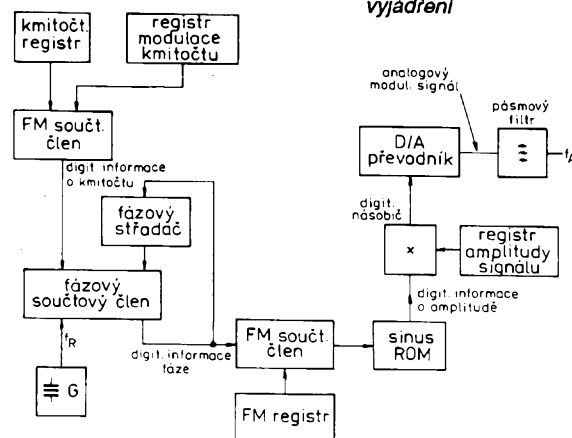 vyjádření
kmitočt.
registr
registr
modulace
kmitočtu
FM součt.
člen
digit. informace
o kmitočtu
fázový
střadač
fázový
součtový člen
fR
G
digit. informace
fáze
FM součt.
člen
FM registr
sinus
ROM
digit. informace
o amplitudě
×
registr
amplitudy
signálu
digit.
násobič
D/A
převodník
analogový
modul. signál
pásmový
filtr